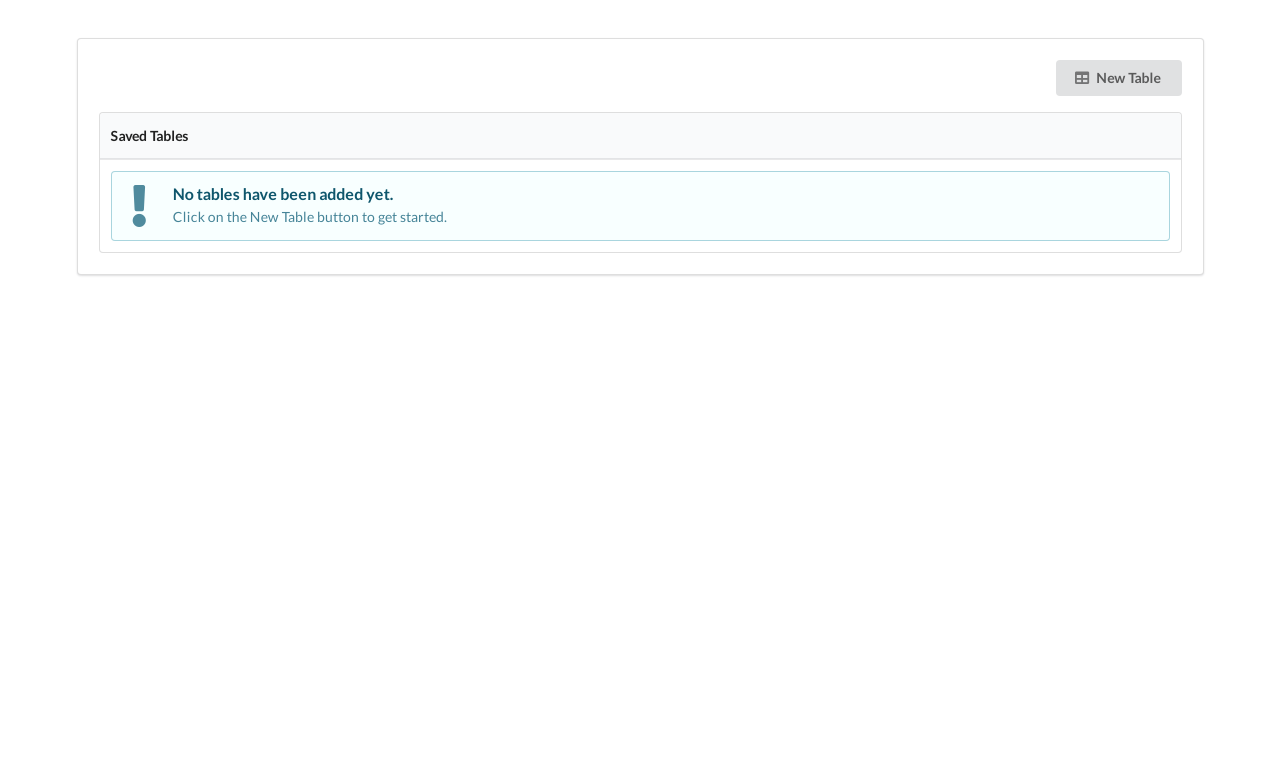 New Table
Saved Tables
No tables have been added yet.
Click on the New Table button to get started.